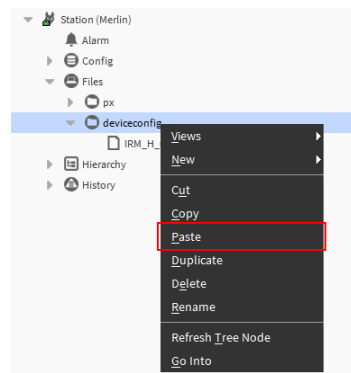 Station (Merlin)
Alarm
Config
Files
px
deviceconfig
IRM_H_
Hierarchy
History
Views
New
Cut
Copy
Paste
Duplicate
Delete
Rename
Refresh Tree Node
Go Into